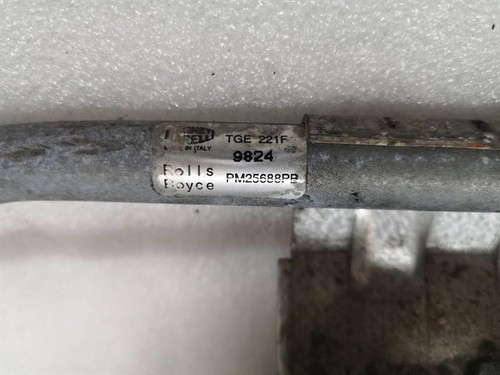 TGE 221F
IN ITALY
9824
Rolls
Royce PM25688PB